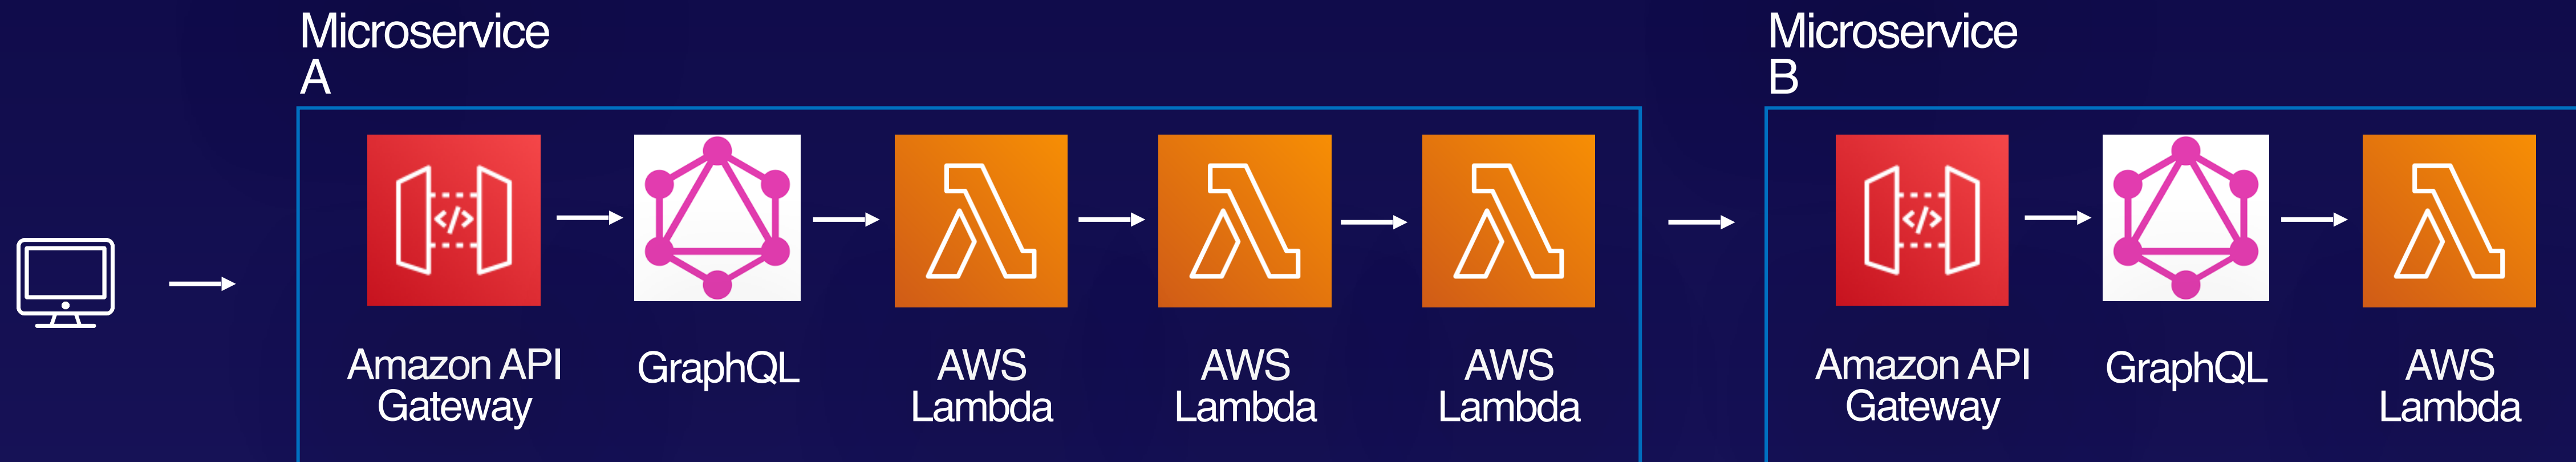 Microservice
A
Amazon API
Gateway
GraphQL
AWS
Lambda
AWS
Lambda
AWS
Lambda
Microservice
B
Amazon API
Gateway
GraphQL
AWS
Lambda